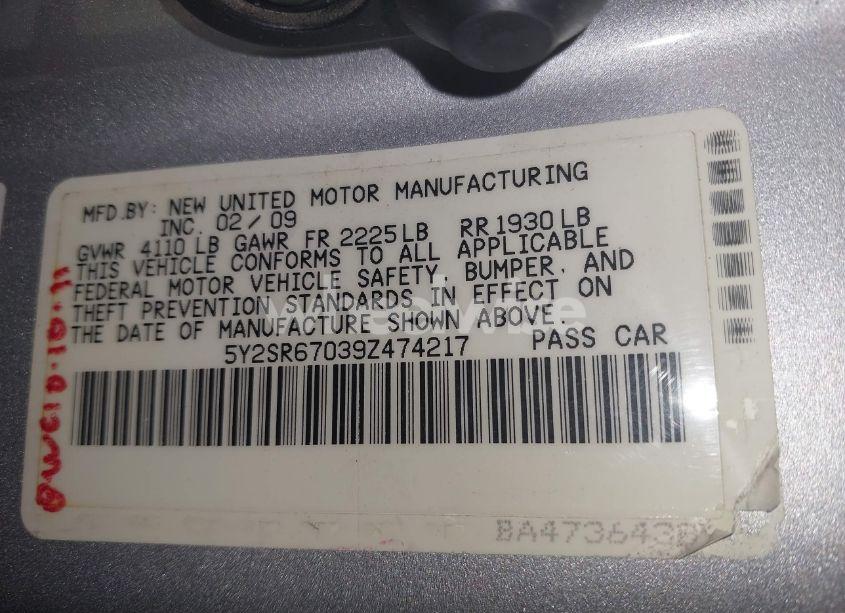 MFD.BY: NEW UNITED MOTOR MANUFACTURING
INC. 02/09
GVWR 4110 LB GAWR FR 2225 LB RR 1930 LB
THIS VEHICLE CONFORMS TO ALL APPLICABLE
FEDERAL MOTOR VEHICLE SAFETY, BUMPER, AND
THEFT PREVENTION STANDARDS IN EFFECT ON
THE DATE OF MANUFACTURE SHOWN ABOVE.
5Y2SR67039Z474217 PASS CAR